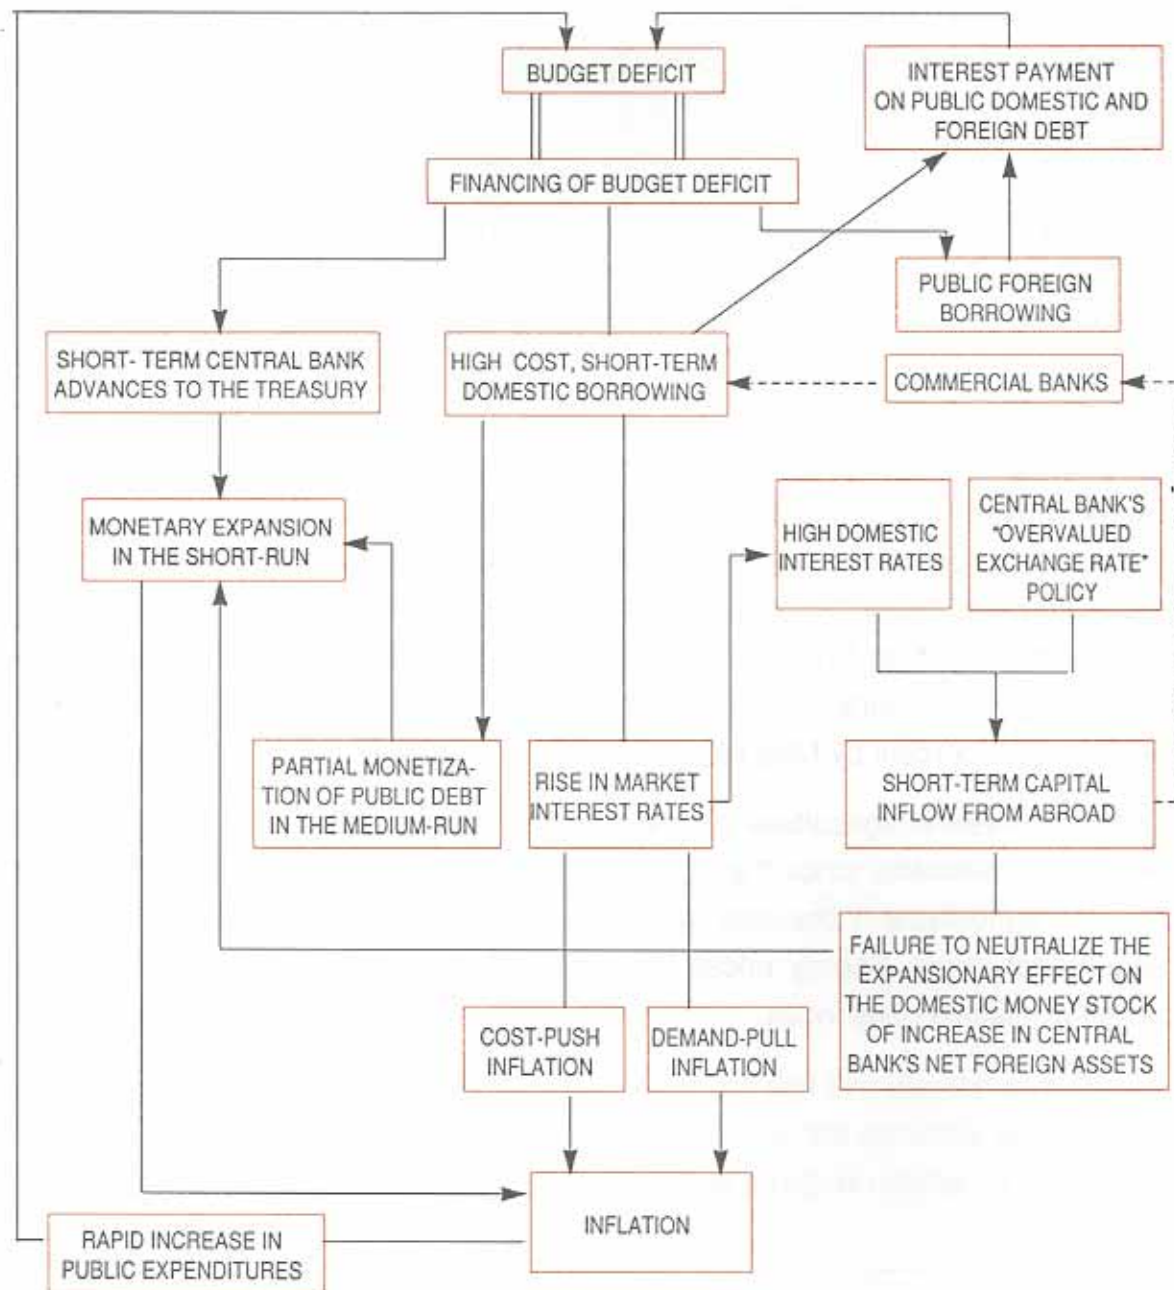 BUDGET DEFICIT
INTEREST PAYMENT
ON PUBLIC DOMESTIC AND
FOREIGN DEBT
FINANCING OF BUDGET DEFICIT
PUBLIC FOREIGN
BORROWING
SHORT- TERM CENTRAL BANK
ADVANCES TO THE TREASURY
HIGH COST, SHORT-TERM
DOMESTIC BORROWING
COMMERCIAL BANKS
MONETARY EXPANSION
IN THE SHORT-RUN
HIGH DOMESTIC
INTEREST RATES
CENTRAL BANK'S
"OVERVALUED
EXCHANGE RATE"
POLICY
PARTIAL MONETIZA-
TION OF PUBLIC DEBT
IN THE MEDIUM-RUN
RISE IN MARKET
INTEREST RATES
SHORT-TERM CAPITAL
INFLOW FROM ABROAD
FAILURE TO NEUTRALIZE THE
EXPANSIONARY EFFECT ON
THE DOMESTIC MONEY STOCK
OF INCREASE IN CENTRAL
BANK'S NET FOREIGN ASSETS
COST-PUSH
INFLATION
DEMAND-PULL
INFLATION
INFLATION
RAPID INCREASE IN
PUBLIC EXPENDITURES